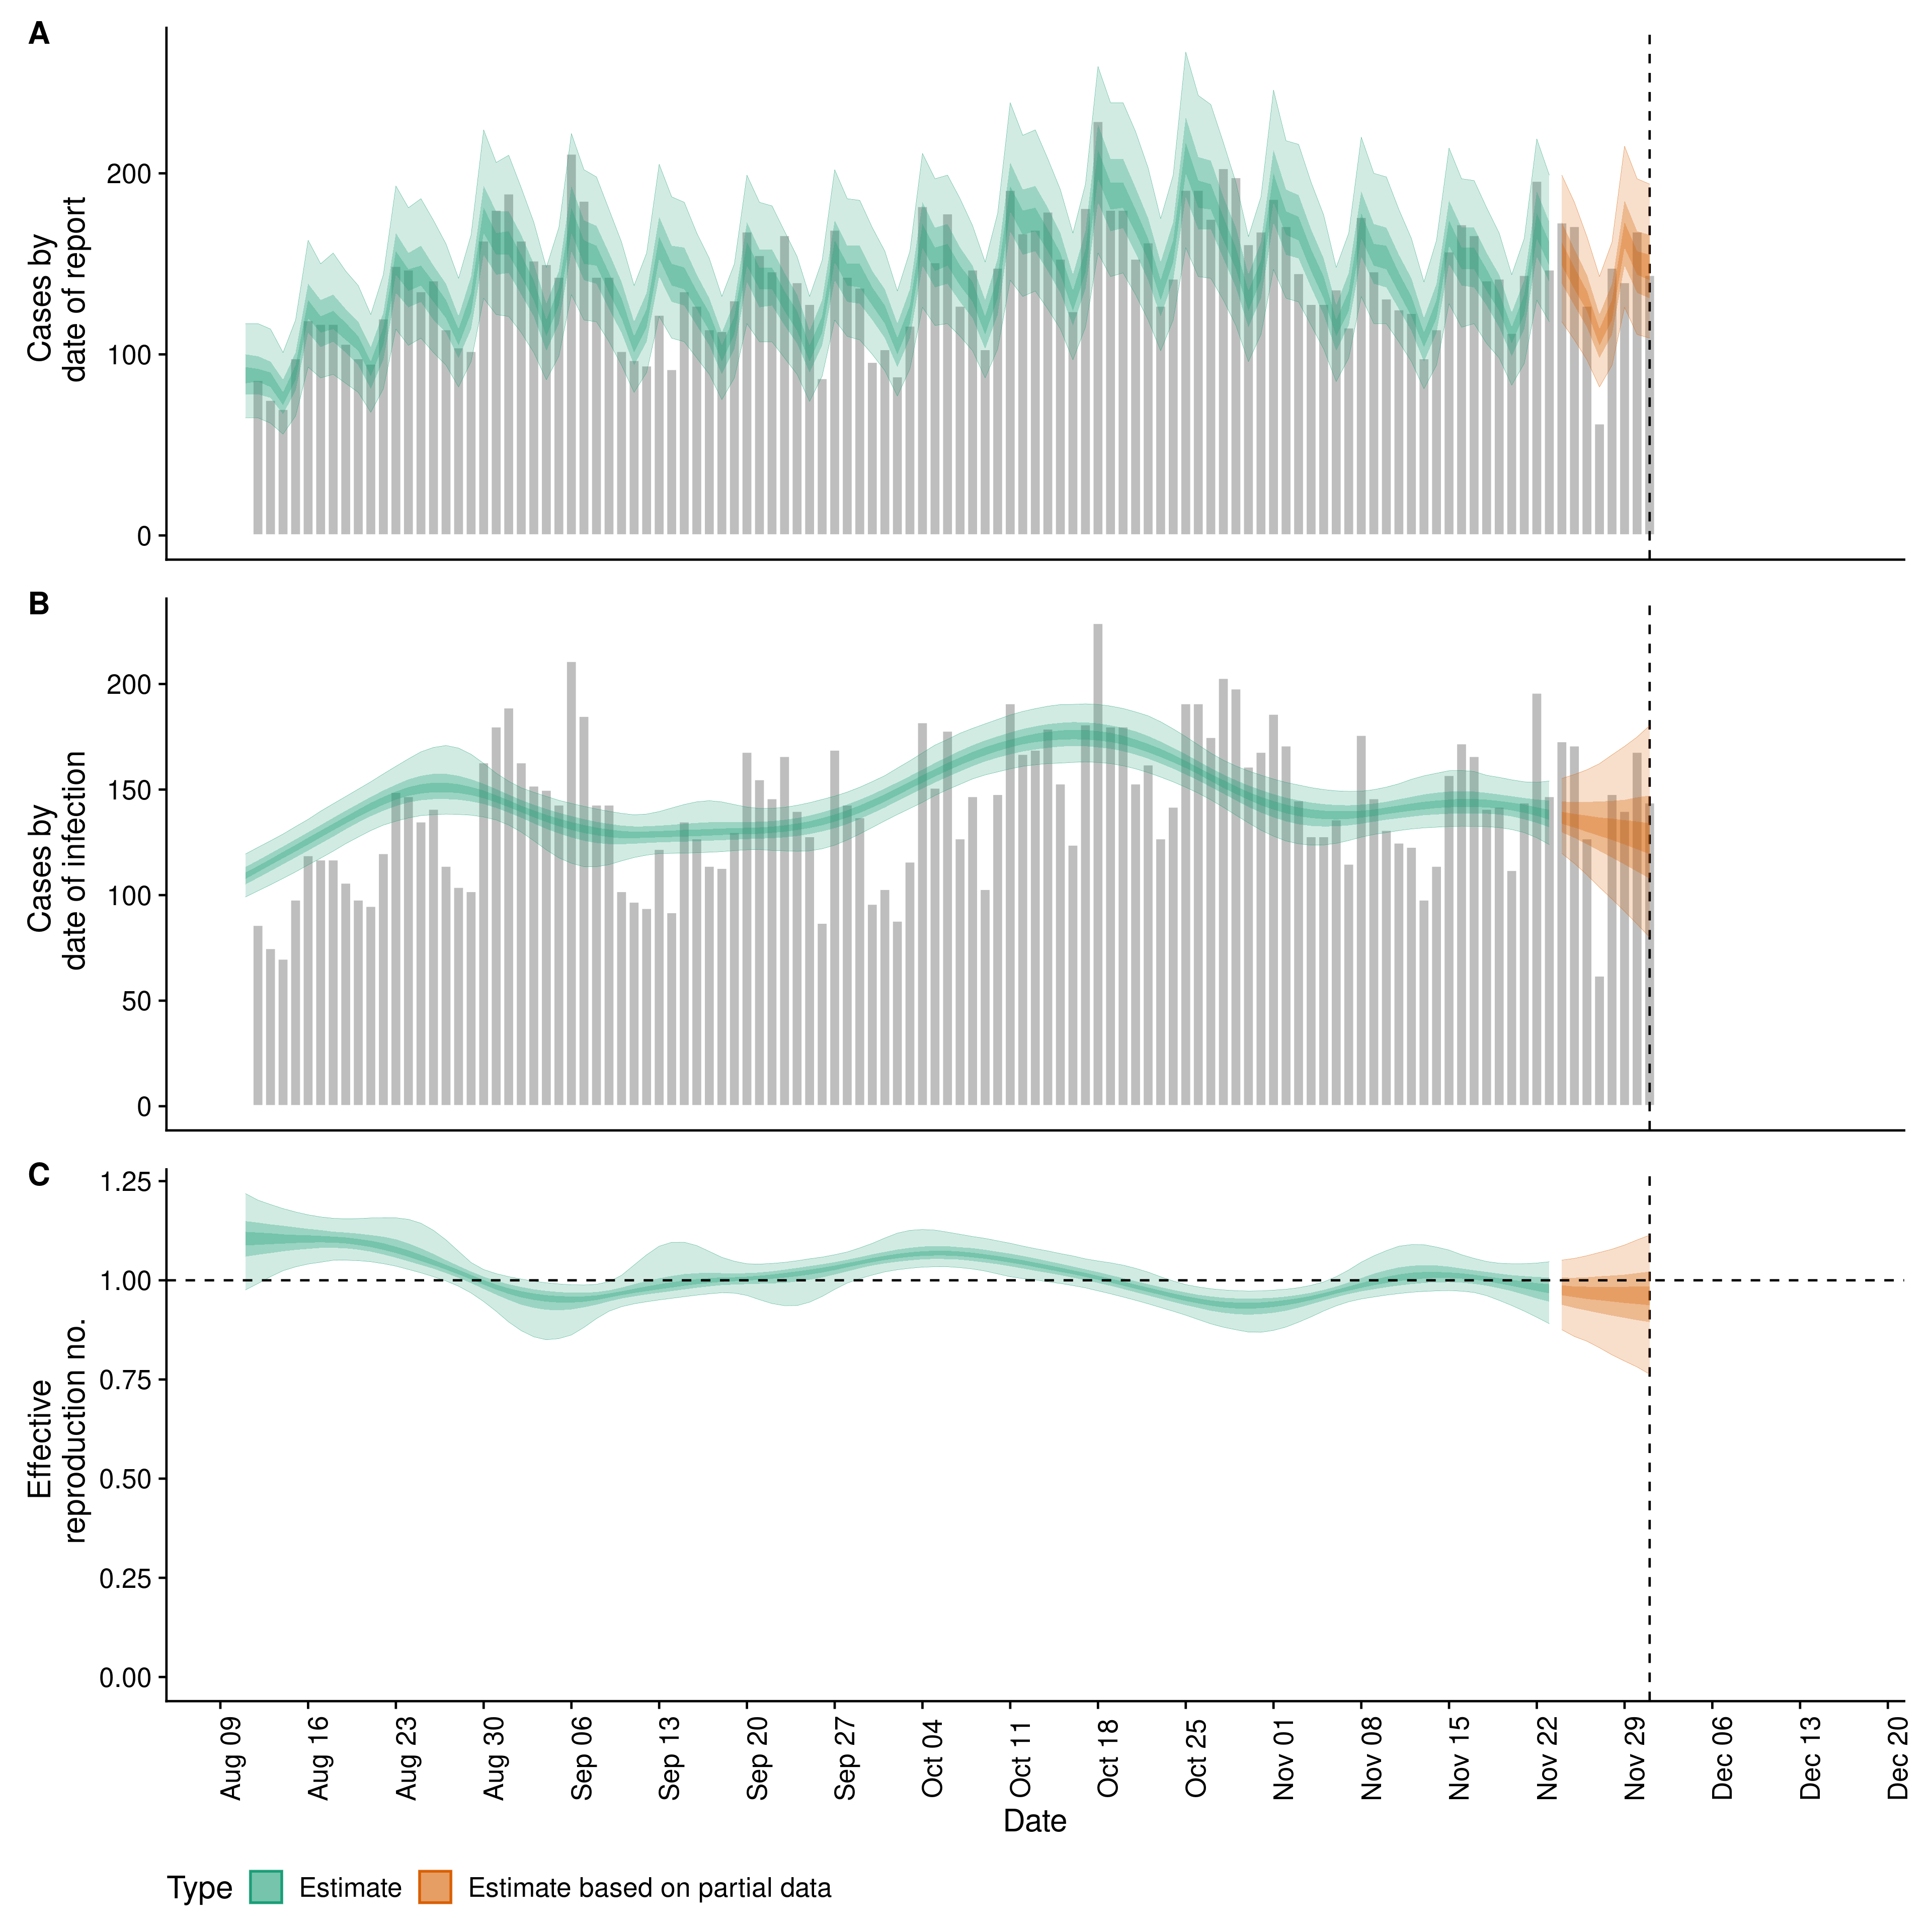 A
Cases by
date of report
200
100
0
B
Cases by
date of infection
200
150
100
50
0
C
Effective
reproduction no.
1.25
1.00
0.75
0.50
0.25
0.00
Aug 09
Aug 16
Aug 23
Aug 30
Sep 06
Sep 13
Sep 20
Sep 27
Oct 04
Oct 11
Oct 18
Oct 25
Nov 01
Nov 08
Nov 15
Nov 22
Nov 29
Dec 06
Dec 13
Dec 20
Date
Type Estimate Estimate based on partial data